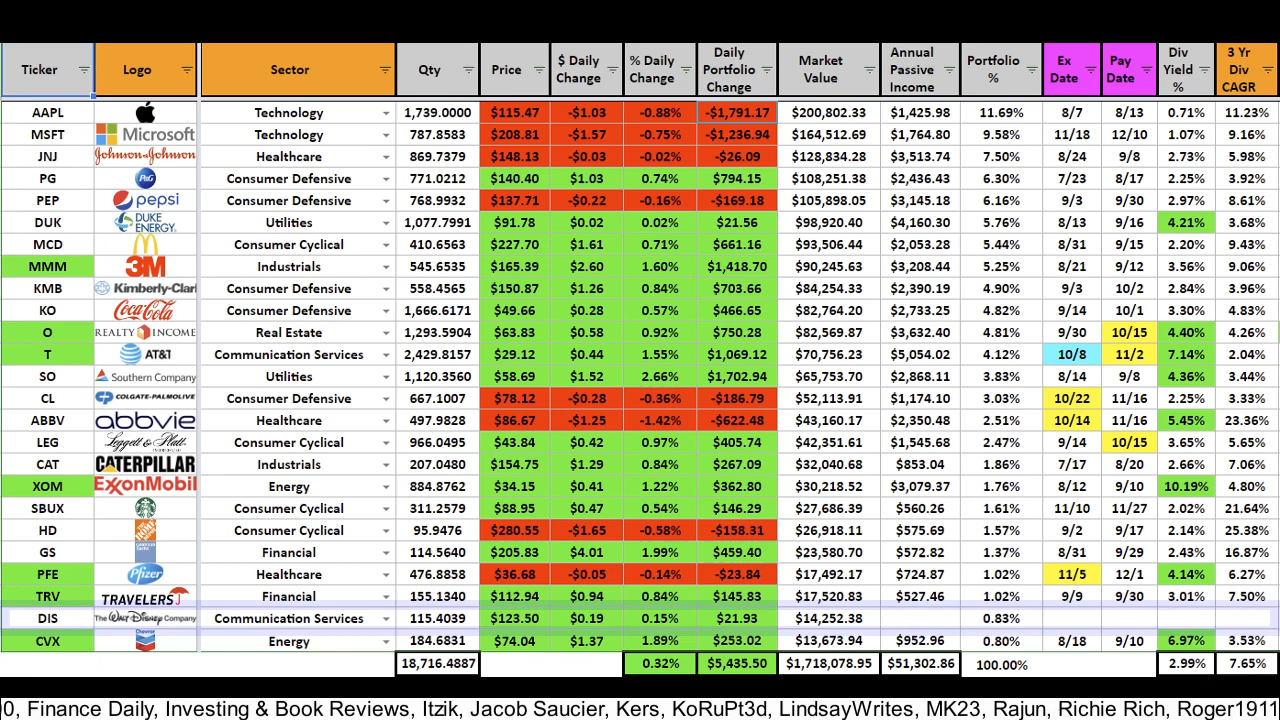 Ticker Logo Sector Qty Price $ Daily Change % Daily Change Daily Portfolio Change Market Value Annual Passive Income Portfolio % Ex Date Pay Date Div Yield % 3 Yr Div CAGR
AAPL Technology 1,739.0000 $115.47 -$1.03 -0.88% -$1,791.17 $200,802.33 $1,425.98 11.69% 8/7 8/13 0.71% 11.23%
MSFT Microsoft Technology 787.8583 $208.81 -$1.57 -0.75% -$1,236.94 $164,512.69 $1,764.80 9.58% 11/18 12/10 1.07% 9.16%
JNJ Johnson&Johnson Healthcare 869.7379 $148.13 -$0.03 -0.02% -$26.09 $128,834.28 $3,513.74 7.50% 8/24 9/8 2.73% 5.98%
PG P&G Consumer Defensive 771.0212 $140.40 $1.03 0.74% $794.15 $108,251.38 $2,436.43 6.30% 7/23 8/17 2.25% 3.92%
PEP pepsi Consumer Defensive 768.9932 $137.71 -$0.22 -0.16% -$169.18 $105,898.05 $3,145.18 6.16% 9/3 9/30 2.97% 8.61%
DUK DUKE ENERGY. Utilities 1,077.7991 $91.78 $0.02 0.02% $21.56 $98,920.40 $4,160.30 5.76% 8/13 9/16 4.21% 3.68%
MCD Consumer Cyclical 410.6563 $227.70 $1.61 0.71% $661.16 $93,506.44 $2,053.28 5.44% 8/31 9/15 2.20% 9.43%
MMM 3M Industrials 545.6535 $165.39 $2.60 1.60% $1,418.70 $90,245.63 $3,208.44 5.25% 8/21 9/12 3.56% 9.06%
KMB Kimberly-Clark Consumer Defensive 558.4565 $150.87 $1.26 0.84% $703.66 $84,254.33 $2,390.19 4.90% 9/3 10/2 2.84% 3.96%
KO Coca-Cola Consumer Defensive 1,666.6171 $49.66 $0.28 0.57% $466.65 $82,764.20 $2,733.25 4.82% 9/14 10/1 3.30% 4.83%
O REALTY INCOME Real Estate 1,293.5904 $63.83 $0.58 0.92% $750.28 $82,569.87 $3,632.40 4.81% 9/30 10/15 4.40% 4.26%
T AT&T Communication Services 2,429.8157 $29.12 $0.44 1.55% $1,069.12 $70,756.23 $5,054.02 4.12% 10/8 11/2 7.14% 2.04%
SO Southern Company Utilities 1,120.3560 $58.69 $1.52 2.66% $1,702.94 $65,753.70 $2,868.11 3.83% 8/14 9/8 4.36% 3.44%
CL COLGATE-PALMOLIVE Consumer Defensive 667.1007 $78.12 -$0.28 -0.36% -$186.79 $52,113.91 $1,174.10 3.03% 10/22 11/16 2.25% 3.33%
ABBV abbvie Healthcare 497.9828 $86.67 -$1.25 -1.42% -$622.48 $43,160.17 $2,350.48 2.51% 10/14 11/16 5.45% 23.36%
LEG Leggett & Platt Consumer Cyclical 966.0495 $43.84 $0.42 0.97% $405.74 $42,351.61 $1,545.68 2.47% 9/14 10/15 3.65% 5.65%
CAT CATERPILLAR Industrials 207.0480 $154.75 $1.29 0.84% $267.09 $32,040.68 $853.04 1.86% 7/17 8/20 2.66% 7.06%
XOM ExxonMobil Energy 884.8762 $34.15 $0.41 1.22% $362.80 $30,218.52 $3,079.37 1.76% 8/12 9/10 10.19% 4.80%
SBUX Consumer Cyclical 311.2579 $88.95 $0.47 0.54% $146.29 $27,686.39 $560.26 1.61% 11/10 11/27 2.02% 21.64%
HD Consumer Cyclical 95.9476 $280.55 -$1.65 -0.58% -$158.31 $26,918.11 $575.69 1.57% 9/2 9/17 2.14% 25.38%
GS Financial 114.5640 $205.83 $4.01 1.99% $459.40 $23,580.70 $572.82 1.37% 8/31 9/29 2.43% 16.87%
PFE Pfizer Healthcare 476.8858 $36.68 -$0.05 -0.14% -$23.84 $17,492.17 $724.87 1.02% 11/5 12/1 4.14% 6.27%
TRV TRAVELERS Financial 155.1340 $112.94 $0.94 0.84% $145.83 $17,520.83 $527.46 1.02% 9/9 9/30 3.01% 7.50%
DIS The Walt Disney Company Communication Services 115.4039 $123.50 $0.19 0.15% $21.93 $14,252.38 0.83%
CVX Chevron Energy 184.6831 $74.04 $1.37 1.89% $253.02 $13,673.94 $952.96 0.80% 8/18 9/10 6.97% 3.53%
18,716.4887 0.32% $5,435.50 $1,718,078.95 $51,302.86 100.00% 2.99% 7.65%
00, Finance Daily, Investing & Book Reviews, Itzik, Jacob Saucier, Kers, KoRuPt3d, LindsayWrites, MK23, Rajun, Richie Rich, Roger1911